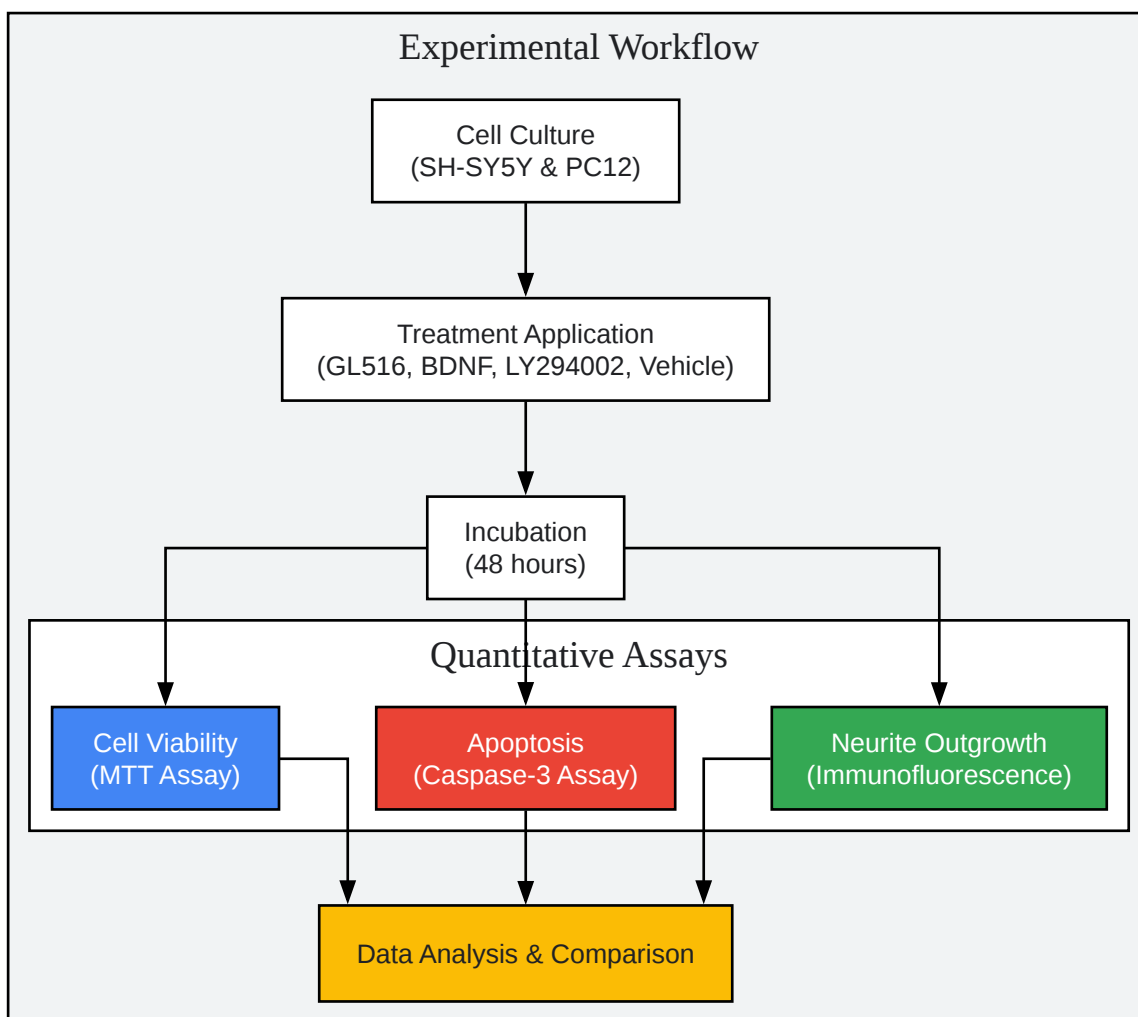 Experimental Workflow
Cell Culture
(SH-SY5Y & PC12)
Treatment Application
(GL516, BDNF, LY294002, Vehicle)
Incubation
(48 hours)
Quantitative Assays
Cell Viability
(MTT Assay)
Apoptosis
(Caspase-3 Assay)
Neurite Outgrowth
(Immunofluorescence)
Data Analysis & Comparison